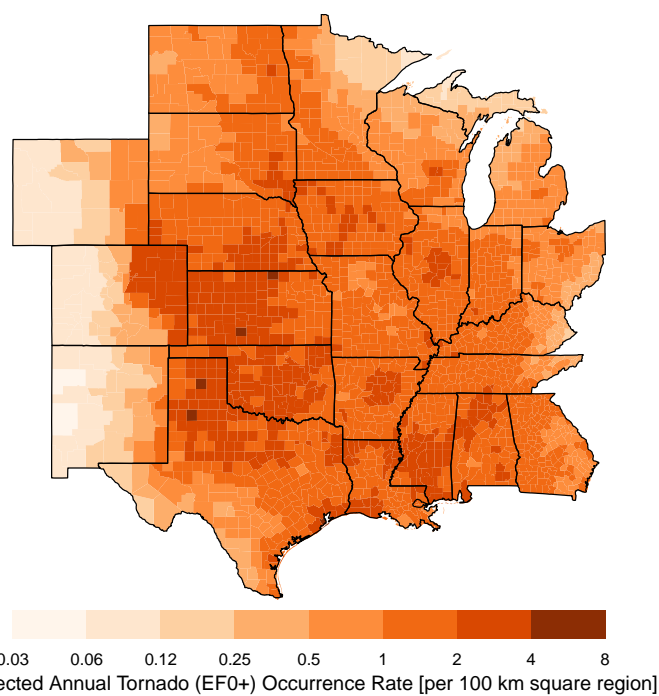 0.03 0.06 0.12 0.25 0.5 1 2 4 8
ected Annual Tornado (EF0+) Occurrence Rate [per 100 km square region]